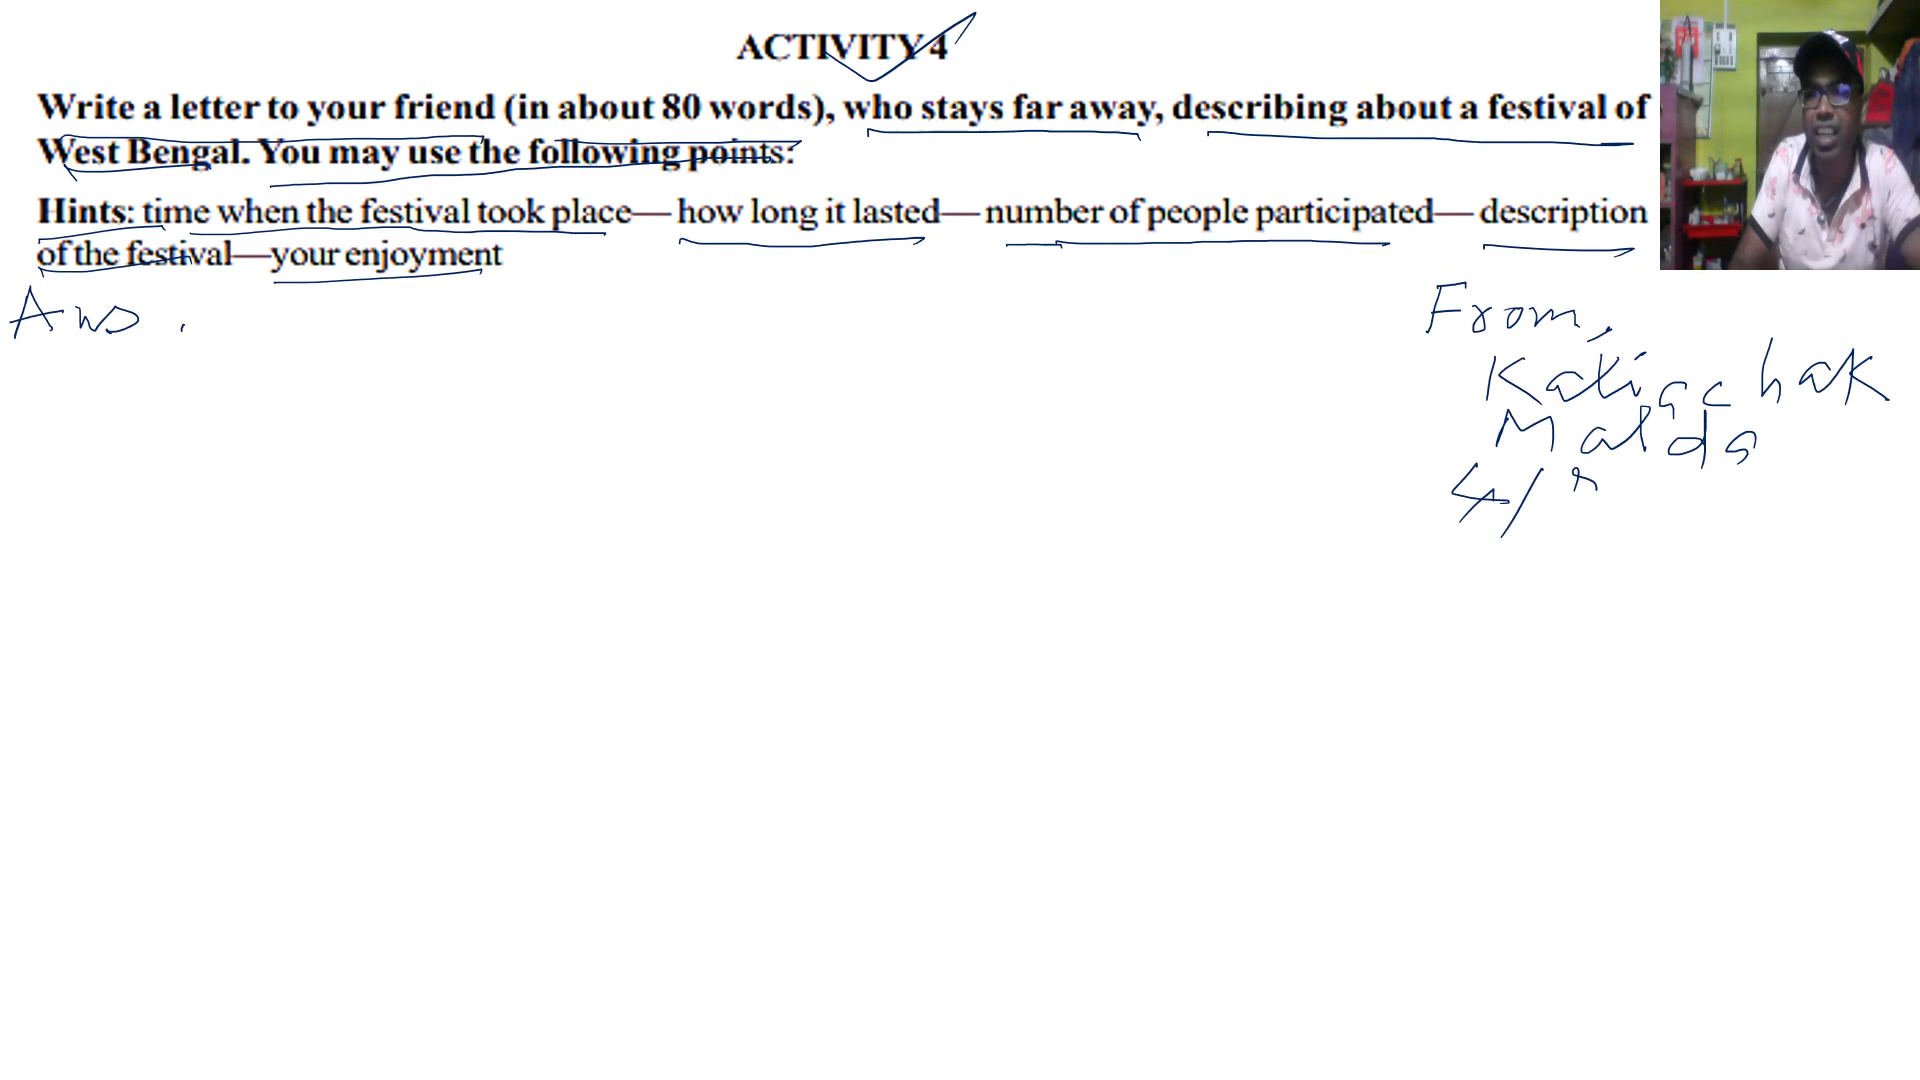 ACTIVITY 4
Write a letter to your friend (in about 80 words), who stays far away, describing about a festival of
West Bengal. You may use the following points:
Hints: time when the festival took place—how long it lasted—number of people participated—description
of the festival—your enjoyment
Ans.
From,
Kaliachak
Malda
4/